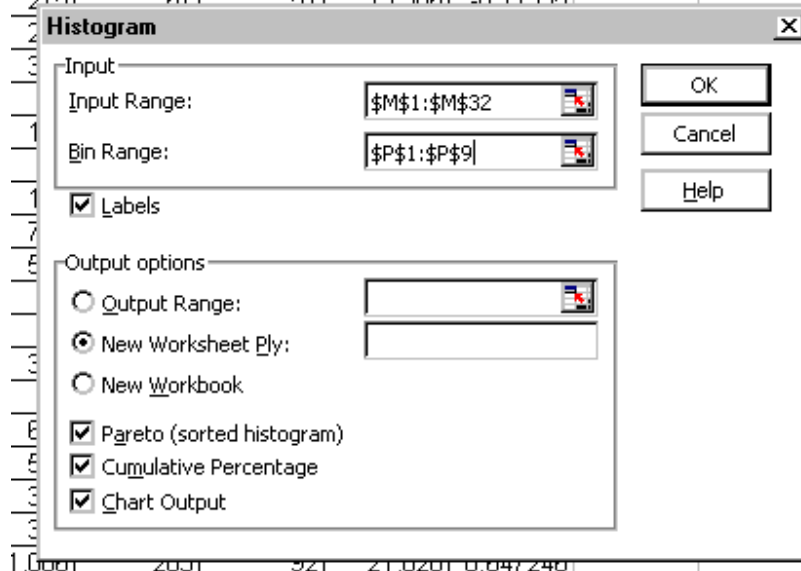 Histogram
Input
Input Range: $M$1:$M$32
OK
Bin Range: $P$1:$P$9
Cancel
Labels
Help
Output options
Output Range:
New Worksheet Ply:
New Workbook
Pareto (sorted histogram)
Cumulative Percentage
Chart Output